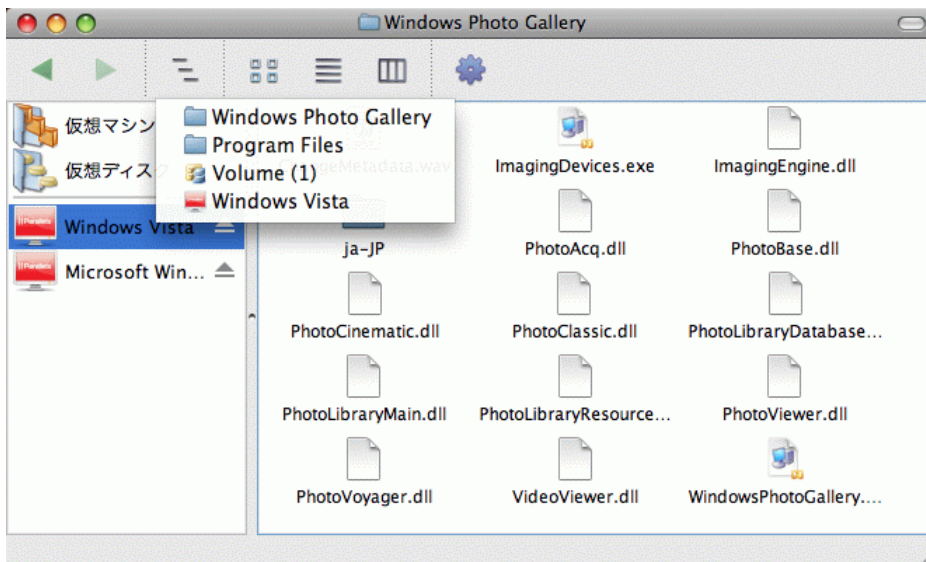 Windows Photo Gallery
仮想マシン
仮想ディスク
Windows Vista
Microsoft Win...
Windows Photo Gallery
Program Files
Volume (1)
Windows Vista
geMetadata.wav
ImagingDevices.exe
ImagingEngine.dll
ja-JP
PhotoAcq.dll
PhotoBase.dll
PhotoCinematic.dll
PhotoClassic.dll
PhotoLibraryDatabase...
PhotoLibraryMain.dll
PhotoLibraryResource...
PhotoViewer.dll
PhotoVoyager.dll
VideoViewer.dll
WindowsPhotoGallery....